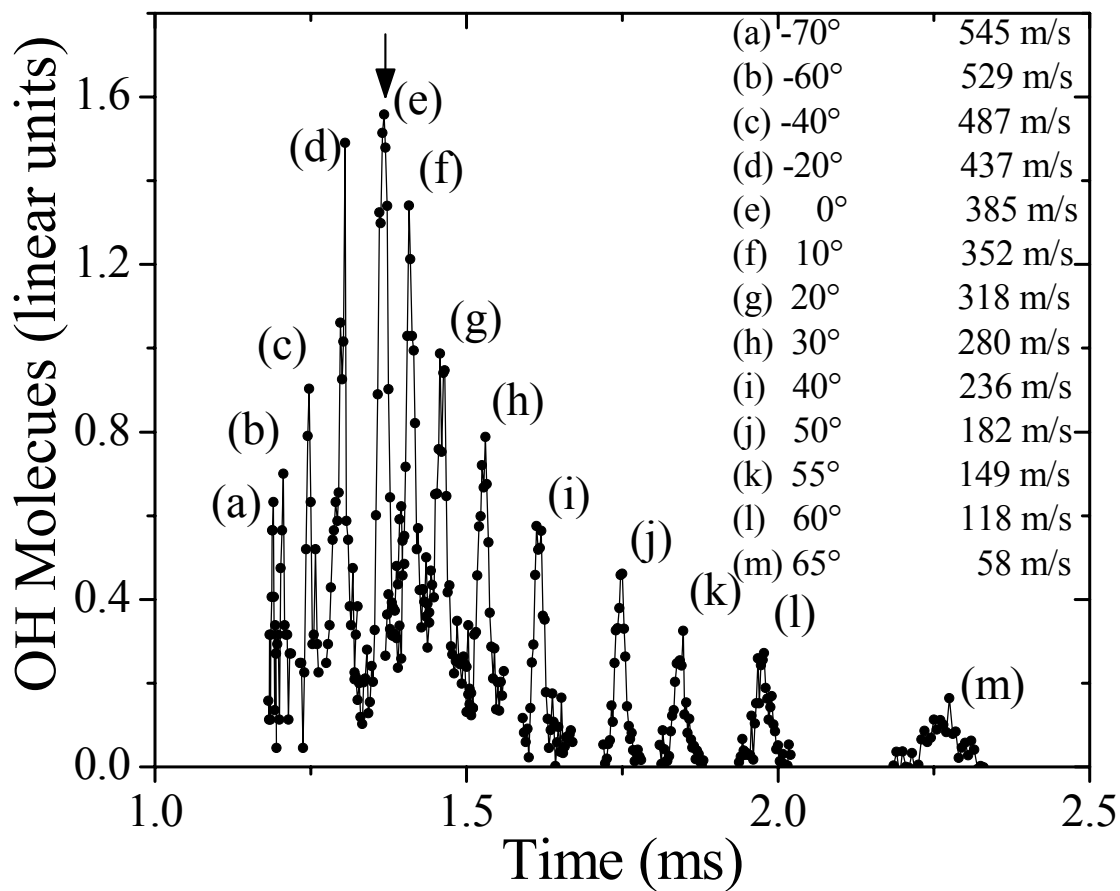 OH Molecues (linear units)
1.6
1.2
0.8
0.4
0.0
1.0
1.5
2.0
2.5
Time (ms)
(a)
(b)
(c)
(d)
(e)
(f)
(g)
(h)
(i)
(j)
(k)
(l)
(m)
(a) -70° 545 m/s
(b) -60° 529 m/s
(c) -40° 487 m/s
(d) -20° 437 m/s
(e) 0° 385 m/s
(f) 10° 352 m/s
(g) 20° 318 m/s
(h) 30° 280 m/s
(i) 40° 236 m/s
(j) 50° 182 m/s
(k) 55° 149 m/s
(l) 60° 118 m/s
(m) 65° 58 m/s